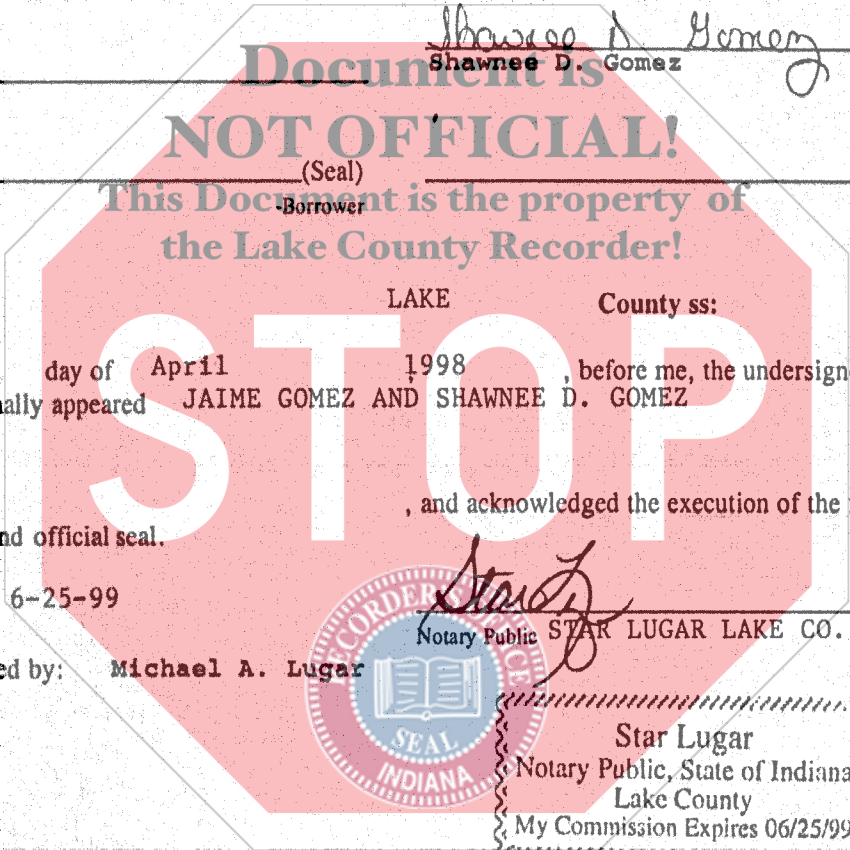 Shawnee D. Gomez
Shawnee D. Gomez
Document is
NOT OFFICIAL!
(Seal)
This Document is the property of
-Borrower
the Lake County Recorder!
LAKE County ss:
day of April 1998 , before me, the undersign
ally appeared JAIME GOMEZ AND SHAWNEE D. GOMEZ
STOP
, and acknowledged the execution of the
nd official seal.
6-25-99
Star Lugar
Notary Public STAR LUGAR LAKE CO.
ed by: Michael A. Lugar
RECORDER'S OFFICE
SEAL
INDIANA
Star Lugar
Notary Public, State of Indiana
Lake County
My Commission Expires 06/25/99